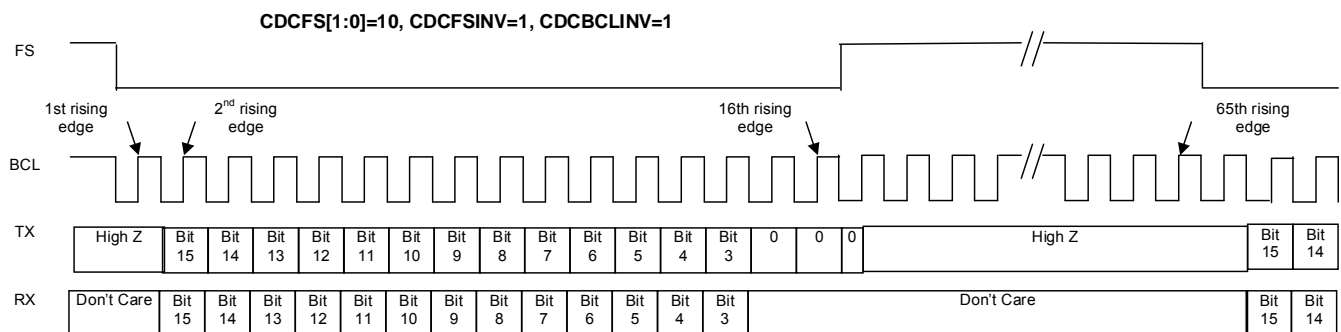 CDCFS[1:0]=10, CDCFSINV=1, CDCBCLINV=1
FS
1st rising edge
2nd rising edge
16th rising edge
65th rising edge
BCL
TX High Z Bit 15 Bit 14 Bit 13 Bit 12 Bit 11 Bit 10 Bit 9 Bit 8 Bit 7 Bit 6 Bit 5 Bit 4 Bit 3 0 0 0 High Z Bit 15 Bit 14
RX Don't Care Bit 15 Bit 14 Bit 13 Bit 12 Bit 11 Bit 10 Bit 9 Bit 8 Bit 7 Bit 6 Bit 5 Bit 4 Bit 3 Don't Care Bit 15 Bit 14